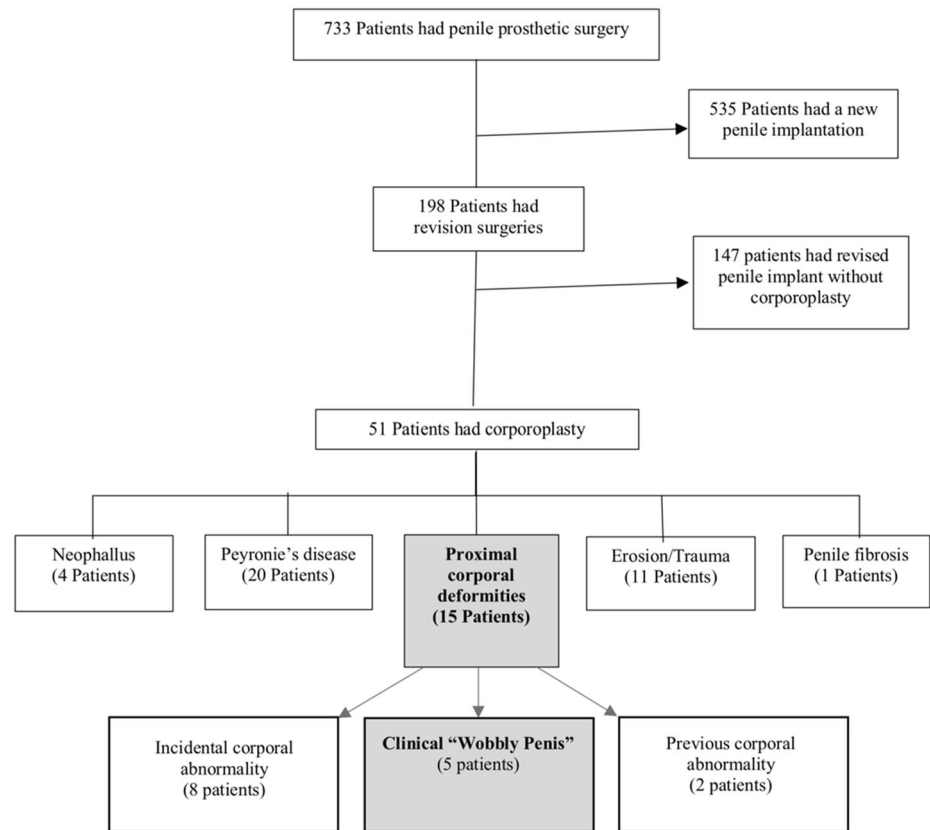 733 Patients had penile prosthetic surgery
535 Patients had a new
penile implantation
198 Patients had
revision surgeries
147 patients had revised
penile implant without
corporoplasty
51 Patients had corporoplasty
Neophallus
(4 Patients)
Peyronie’s disease
(20 Patients)
Proximal
corporal
deformities
(15 Patients)
Erosion/Trauma
(11 Patients)
Penile fibrosis
(1 Patients)
Incidental corporal
abnormality
(8 patients)
Clinical “Wobbly Penis”
(5 patients)
Previous corporal
abnormality
(2 patients)